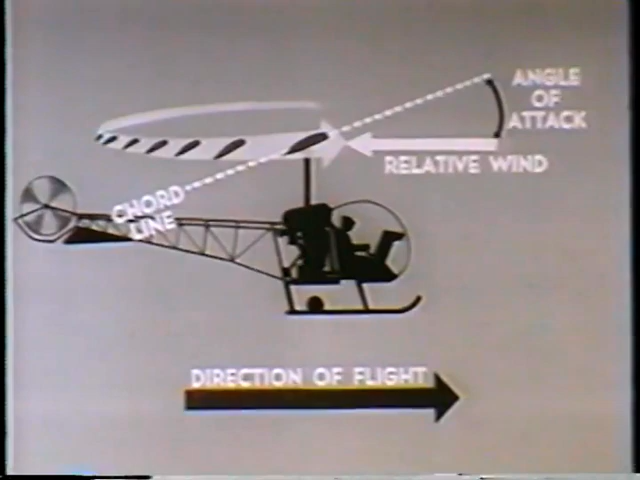 ANGLE
OF
ATTACK
RELATIVE WIND
CHORD
LINE
DIRECTION OF FLIGHT